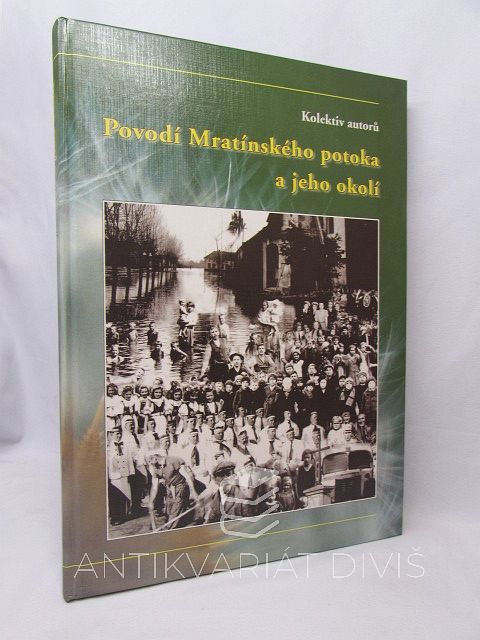 Kolektiv autorů
Povodí Mratínského potoka
a jeho okolí
ANTIKVARIÁT DIVIŠ